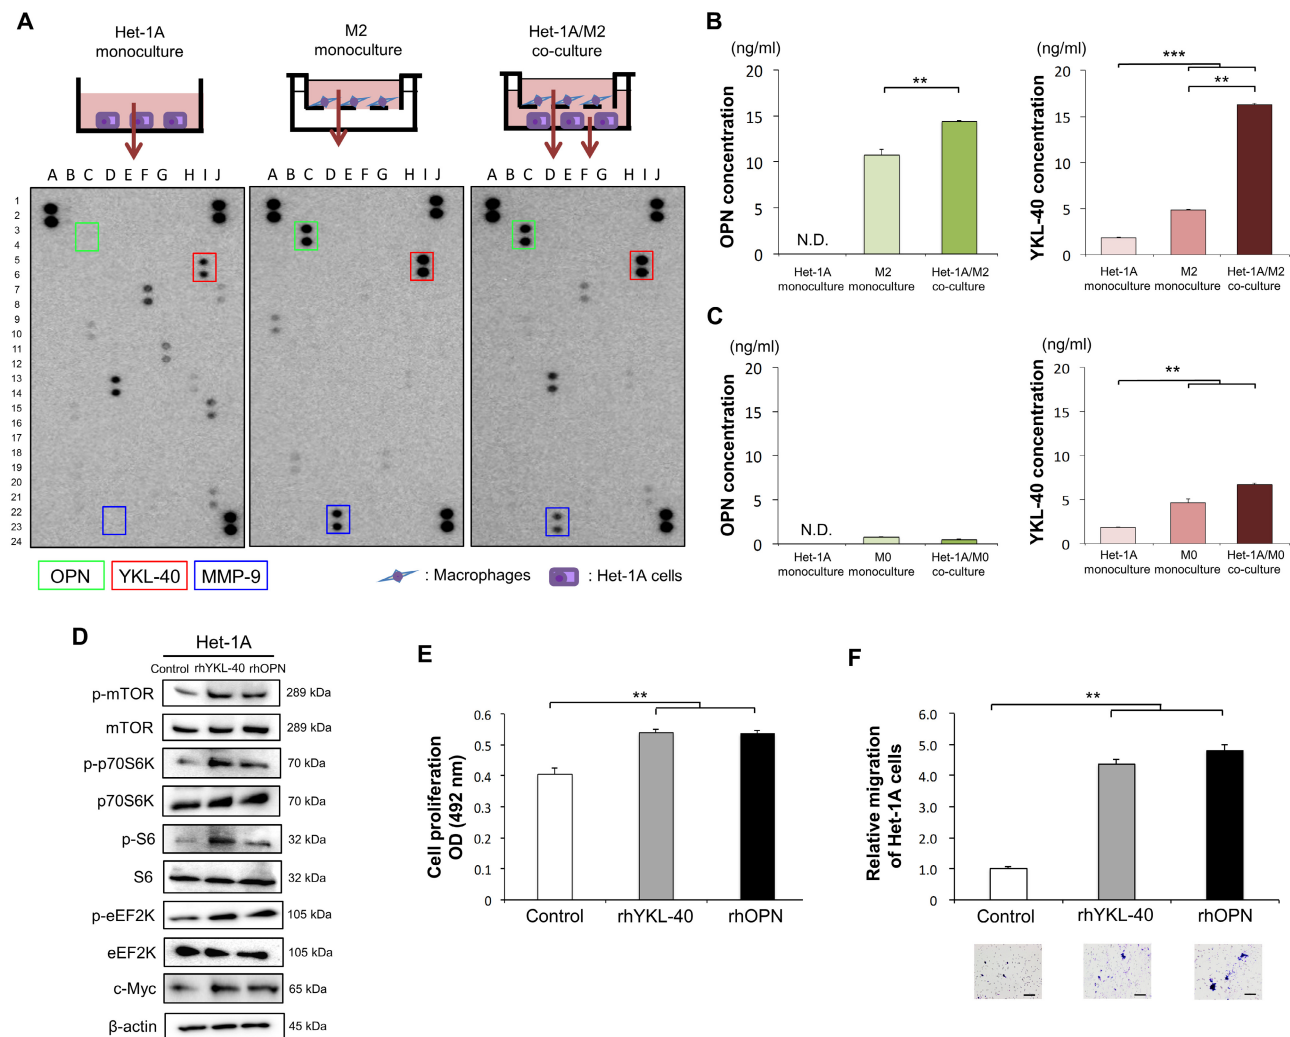 A
Het-1A
monoculture
M2
monoculture
Het-1A/M2
co-culture
A B C D E F G H I J
A B C D E F G H I J
A B C D E F G H I J
1
2
3
4
5
6
7
8
9
10
11
12
13
14
15
16
17
18
19
20
21
22
23
24
OPN YKL-40 MMP-9
: Macrophages : Het-1A cells
B
(ng/ml)
OPN concentration
20
15
10
5
0
**
N.D.
Het-1A
monoculture
M2
monoculture
Het-1A/M2
co-culture
(ng/ml)
YKL-40 concentration
20
15
10
5
0
***
**
Het-1A
monoculture
M2
monoculture
Het-1A/M2
co-culture
C
(ng/ml)
OPN concentration
20
15
10
5
0
N.D.
Het-1A
monoculture
M0
monoculture
Het-1A/M0
co-culture
(ng/ml)
YKL-40 concentration
20
15
10
5
0
**
Het-1A
monoculture
M0
monoculture
Het-1A/M0
co-culture
D
Het-1A
Control rhYKL-40 rhOPN
p-mTOR 289 kDa
mTOR 289 kDa
p-p70S6K 70 kDa
p70S6K 70 kDa
p-S6 32 kDa
S6 32 kDa
p-eEF2K 105 kDa
eEF2K 105 kDa
c-Myc 65 kDa
β-actin 45 kDa
E
Cell proliferation
OD (492 nm)
0.6
0.5
0.4
0.3
0.2
0.1
0
**
Control rhYKL-40 rhOPN
F
Relative migration
of Het-1A cells
6.0
5.0
4.0
6.0
2.0
1.0
0
**
Control rhYKL-40 rhOPN